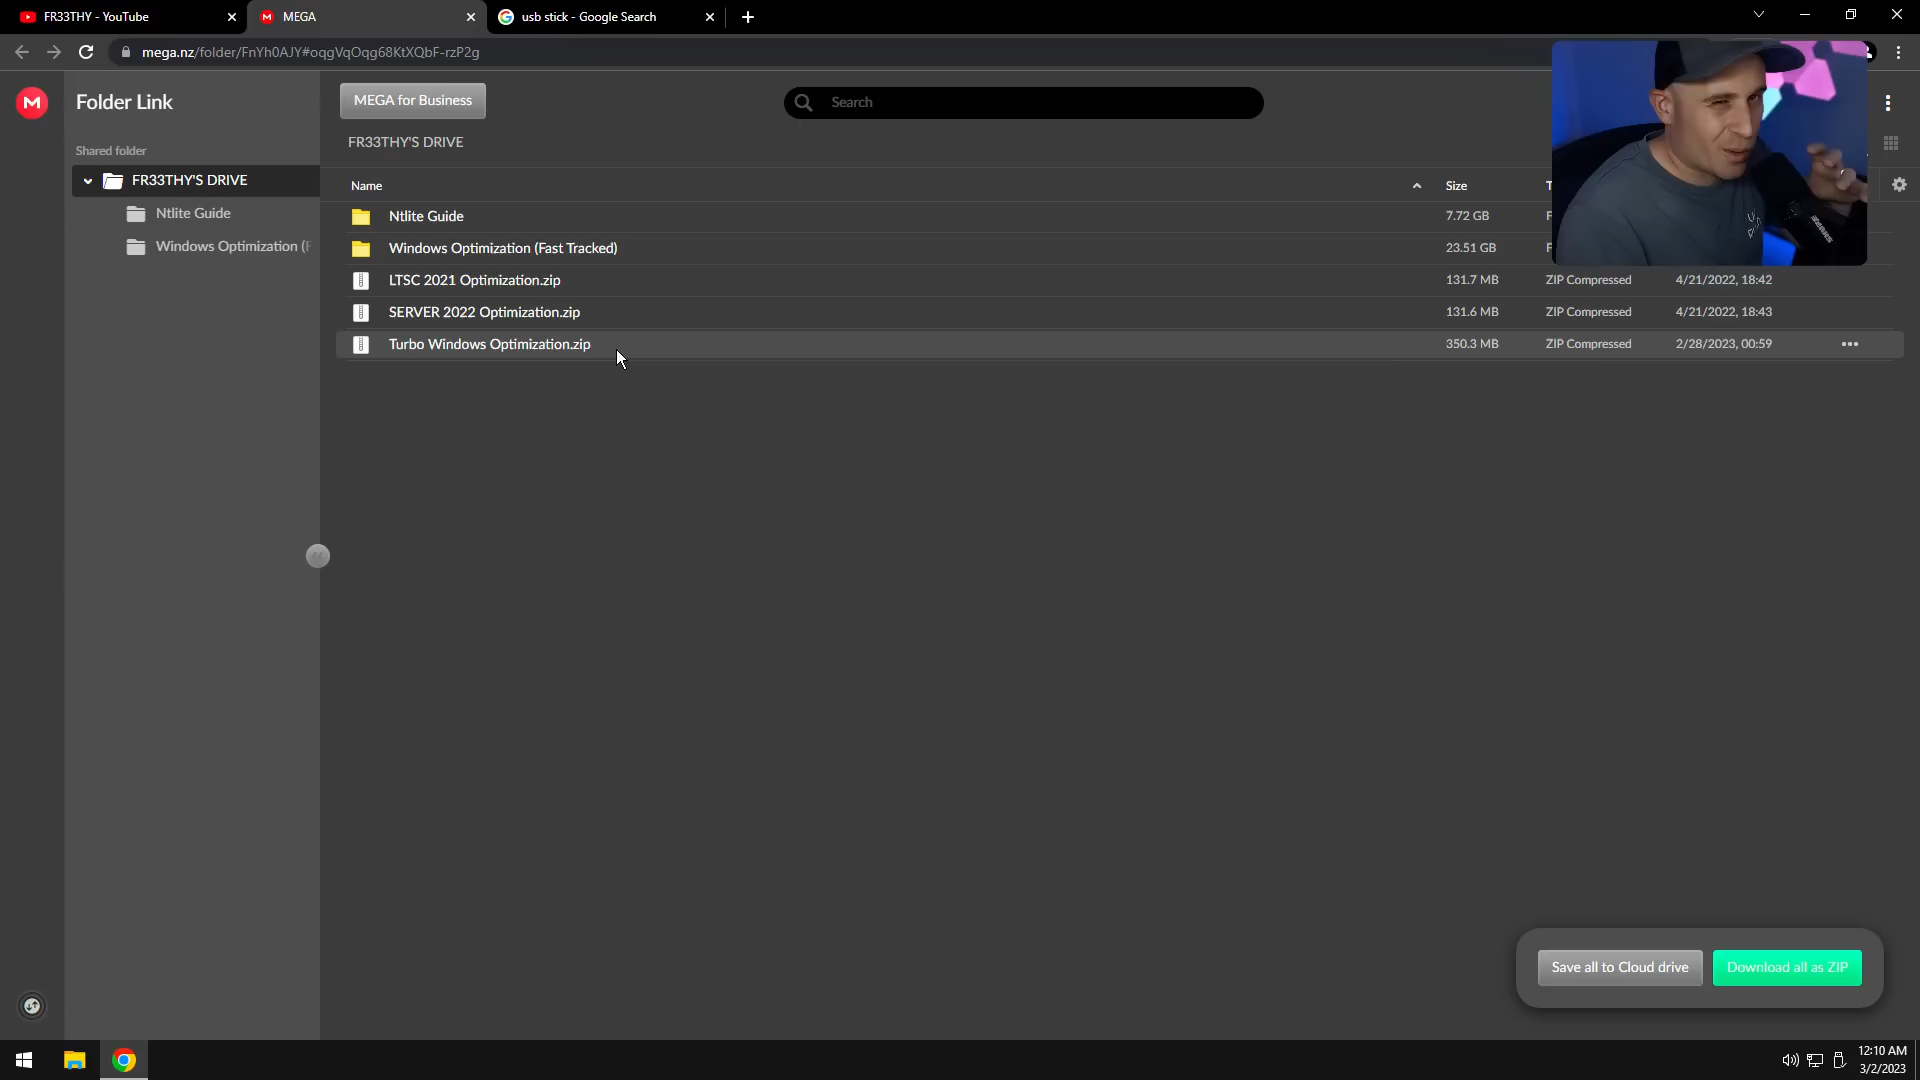 FR33THY - YouTube
MEGA
usb stick - Google Search
mega.nz/folder/FnYh0AJY#oqgVqOqg68KtXQbF-rzP2g
Folder Link
MEGA for Business
Search
FR33THY'S DRIVE
Shared folder
FR33THY'S DRIVE
Ntlite Guide
Windows Optimization (F
Name Size T
Ntlite Guide 7.72 GB F
Windows Optimization (Fast Tracked) 23.51 GB F
LTSC 2021 Optimization.zip 131.7 MB ZIP Compressed 4/21/2022, 18:42
SERVER 2022 Optimization.zip 131.6 MB ZIP Compressed 4/21/2022, 18:43
Turbo Windows Optimization.zip 350.3 MB ZIP Compressed 2/28/2023, 00:59
Save all to Cloud drive
Download all as ZIP
12:10 AM
3/2/2023